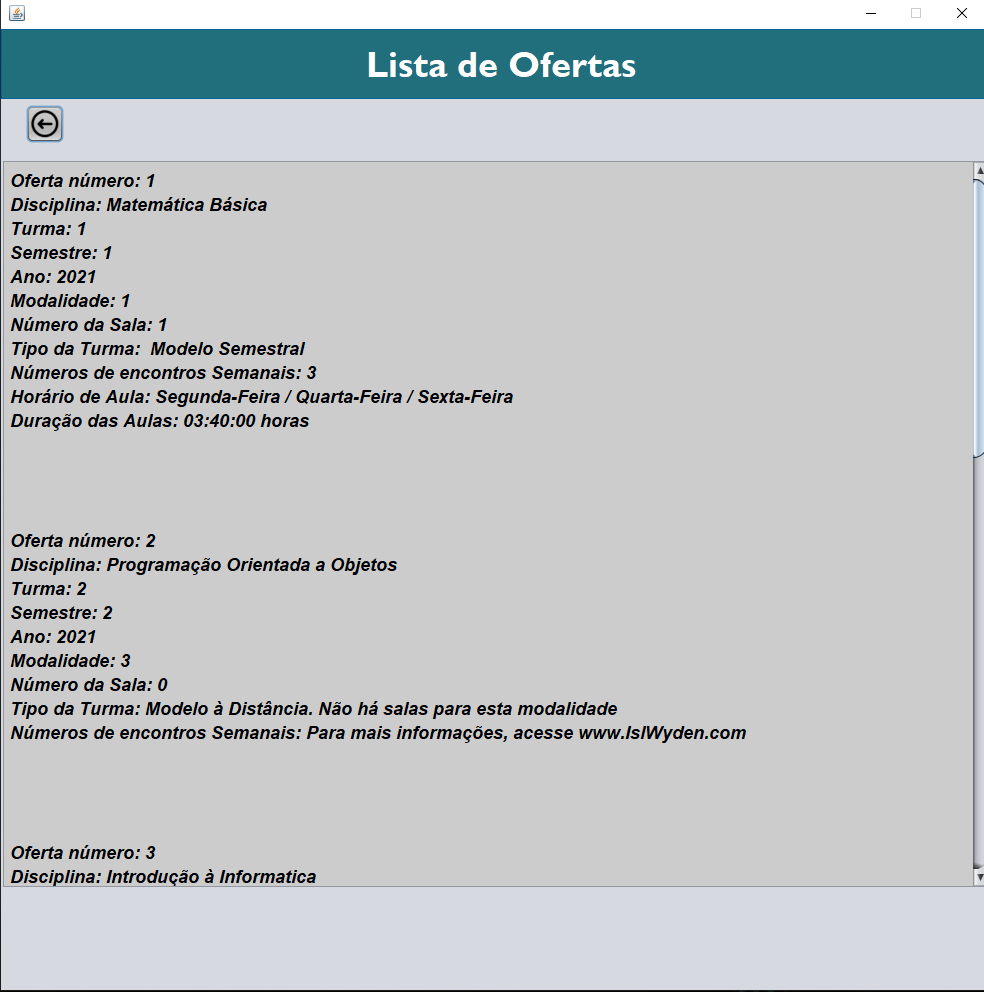 Lista de Ofertas
Oferta número: 1
Disciplina: Matemática Básica
Turma: 1
Semestre: 1
Ano: 2021
Modalidade: 1
Número da Sala: 1
Tipo da Turma:  Modelo Semestral
Números de encontros Semanais: 3
Horário de Aula: Segunda-Feira / Quarta-Feira / Sexta-Feira
Duração das Aulas: 03:40:00 horas
Oferta número: 2
Disciplina: Programação Orientada a Objetos
Turma: 2
Semestre: 2
Ano: 2021
Modalidade: 3
Número da Sala: 0
Tipo da Turma: Modelo à Distância. Não há salas para esta modalidade
Números de encontros Semanais: Para mais informações, acesse www.IslWyden.com
Oferta número: 3
Disciplina: Introdução à Informatica